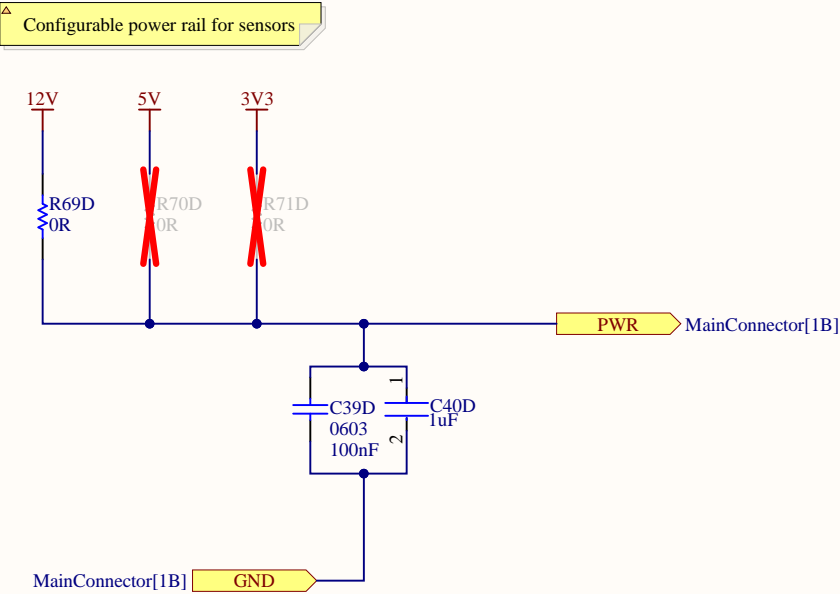 Configurable power rail for sensors
12V
5V
3V3
R69D
0R
R70D
0R
R71D
0R
PWR
MainConnector[1B]
1
C39D
0603
100nF
C40D
1uF
2
MainConnector[1B]
GND